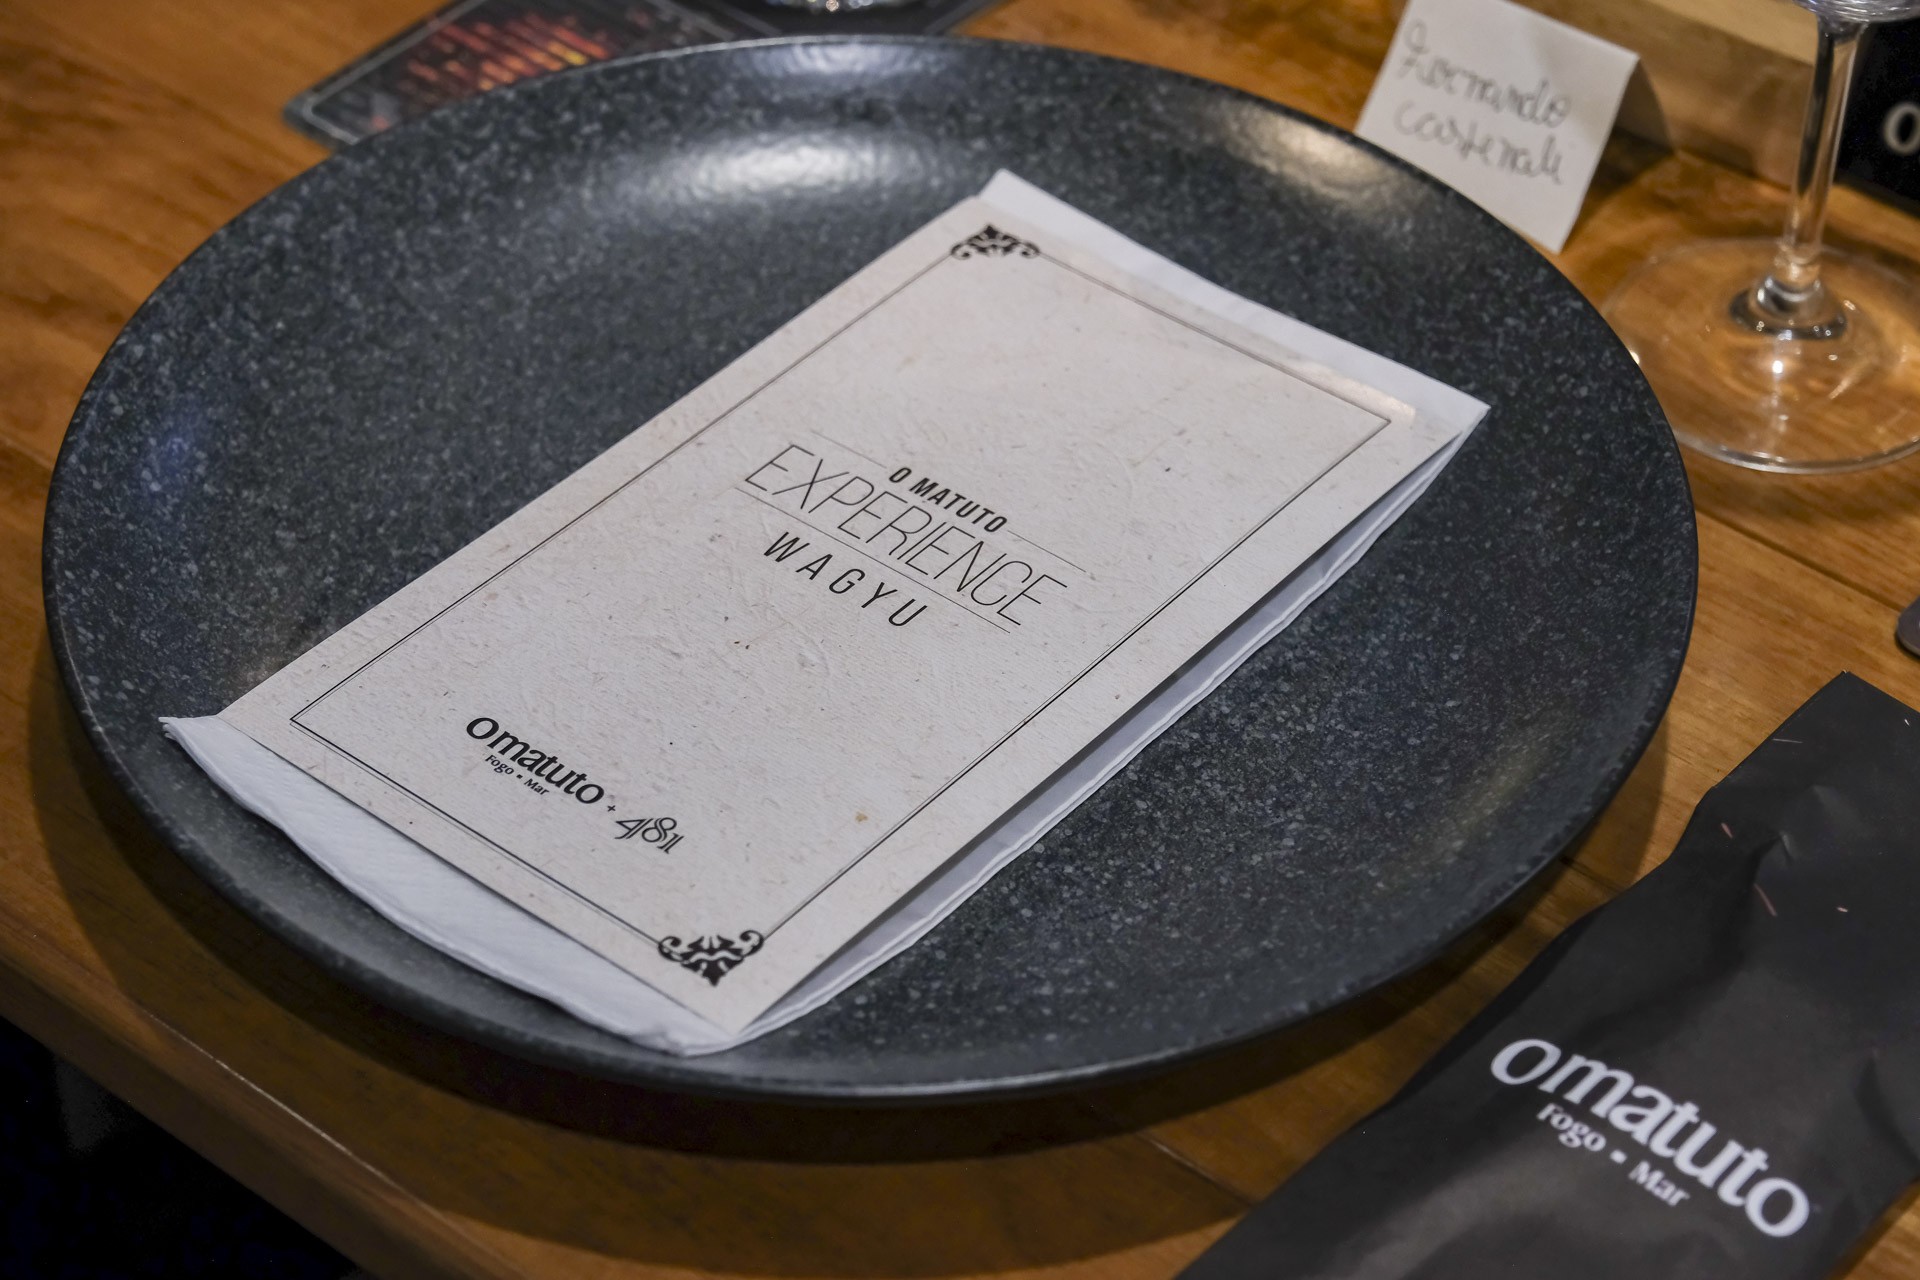 O MATUTO
EXPERIENCE
WAGYU
omatuto + 481
Fogo - Mar
omatuto
Fogo - Mar